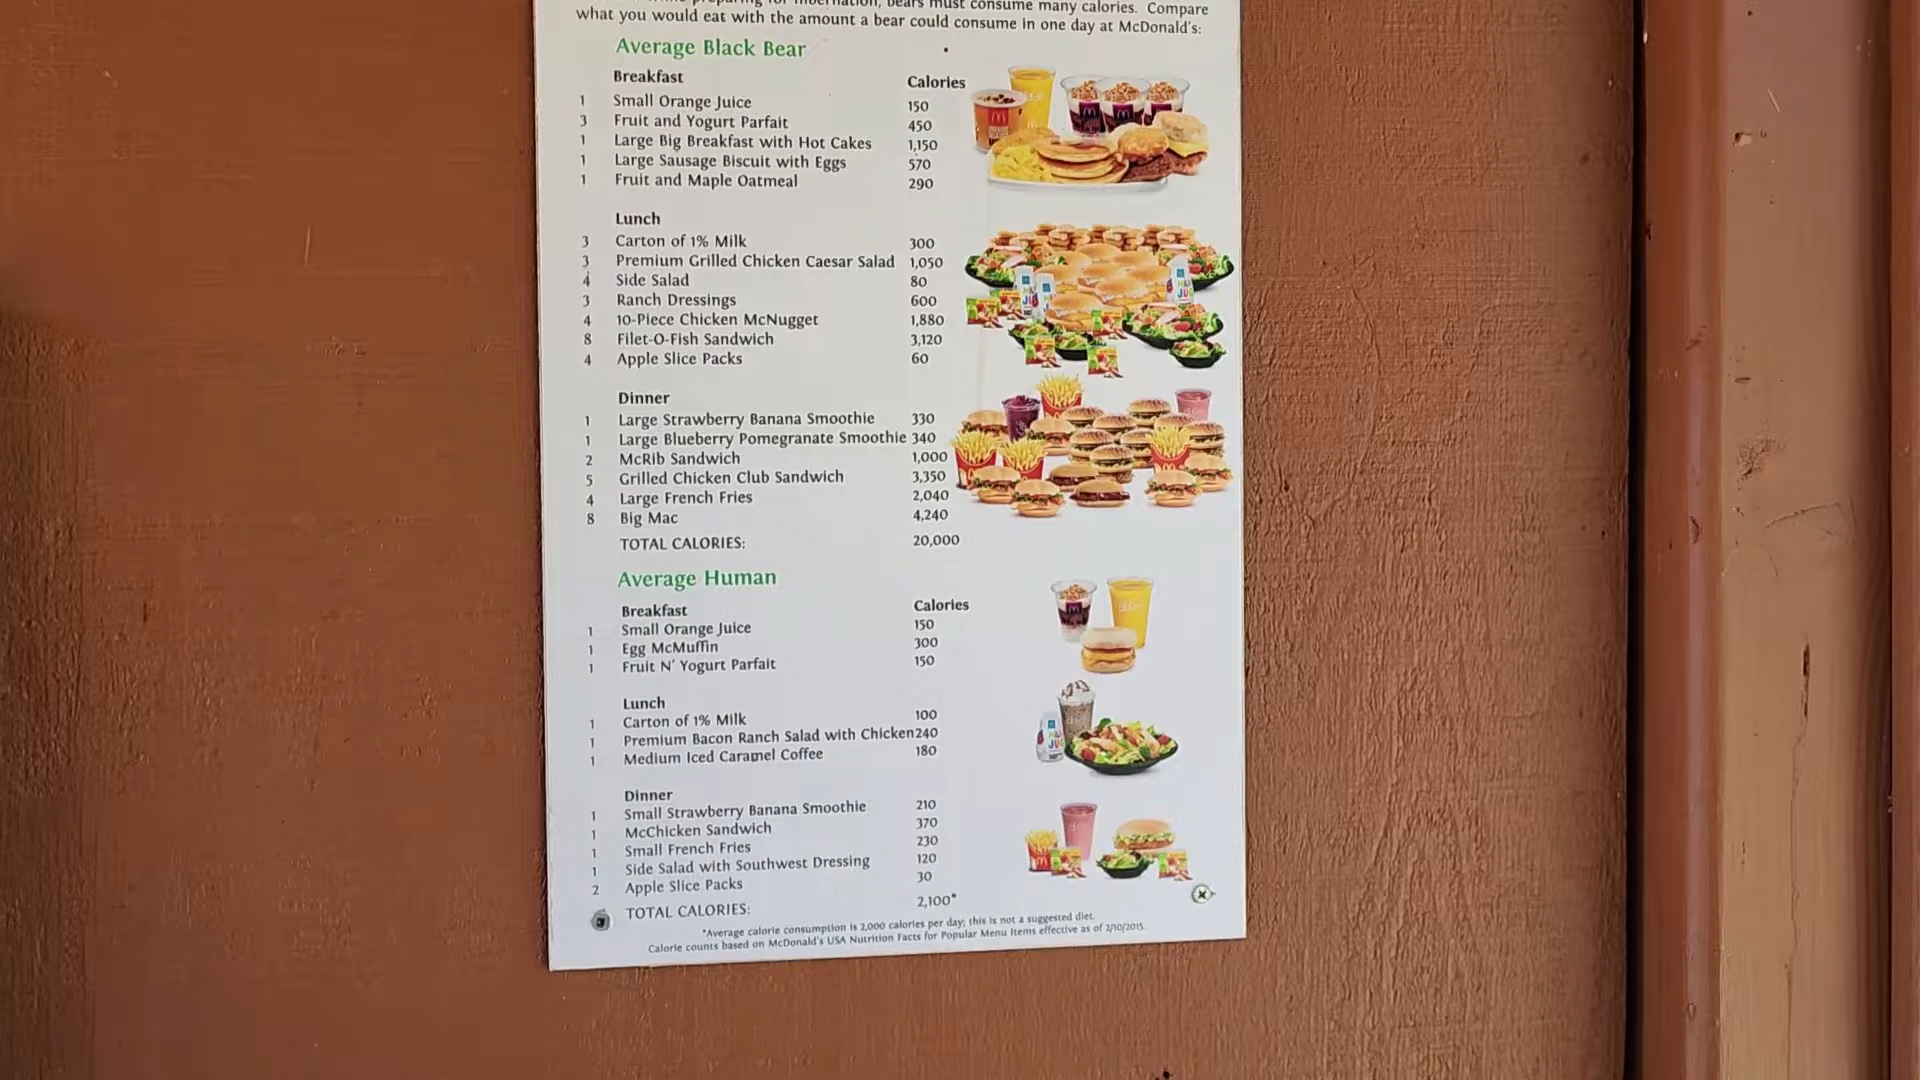 bears must consume many calories. Compare
what you would eat with the amount a bear could consume in one day at McDonald's:
Average Black Bear
Breakfast Calories
1 Small Orange Juice 150
3 Fruit and Yogurt Parfait 450
1 Large Big Breakfast with Hot Cakes 1,150
1 Large Sausage Biscuit with Eggs 570
1 Fruit and Maple Oatmeal 290
Lunch
3 Carton of 1% Milk 300
3 Premium Grilled Chicken Caesar Salad 1,050
4 Side Salad 80
3 Ranch Dressings 600
4 10-Piece Chicken McNugget 1,880
8 Filet-O-Fish Sandwich 3,120
4 Apple Slice Packs 60
Dinner
1 Large Strawberry Banana Smoothie 330
1 Large Blueberry Pomegranate Smoothie 340
2 McRib Sandwich 1,000
5 Grilled Chicken Club Sandwich 3,350
4 Large French Fries 2,040
8 Big Mac 4,240
TOTAL CALORIES: 20,000
Average Human
Breakfast Calories
1 Small Orange Juice 150
1 Egg McMuffin 300
1 Fruit N' Yogurt Parfait 150
Lunch
1 Carton of 1% Milk 100
1 Premium Bacon Ranch Salad with Chicken 240
1 Medium Iced Caramel Coffee 180
Dinner
1 Small Strawberry Banana Smoothie 210
1 McChicken Sandwich 370
1 Small French Fries 230
1 Side Salad with Southwest Dressing 120
2 Apple Slice Packs 30
TOTAL CALORIES: 2,100*
*Average calorie consumption is 2,000 calories per day; this is not a suggested diet.
Calorie counts based on McDonald's USA Nutrition Facts for Popular Menu Items effective as of 2/10/2015.